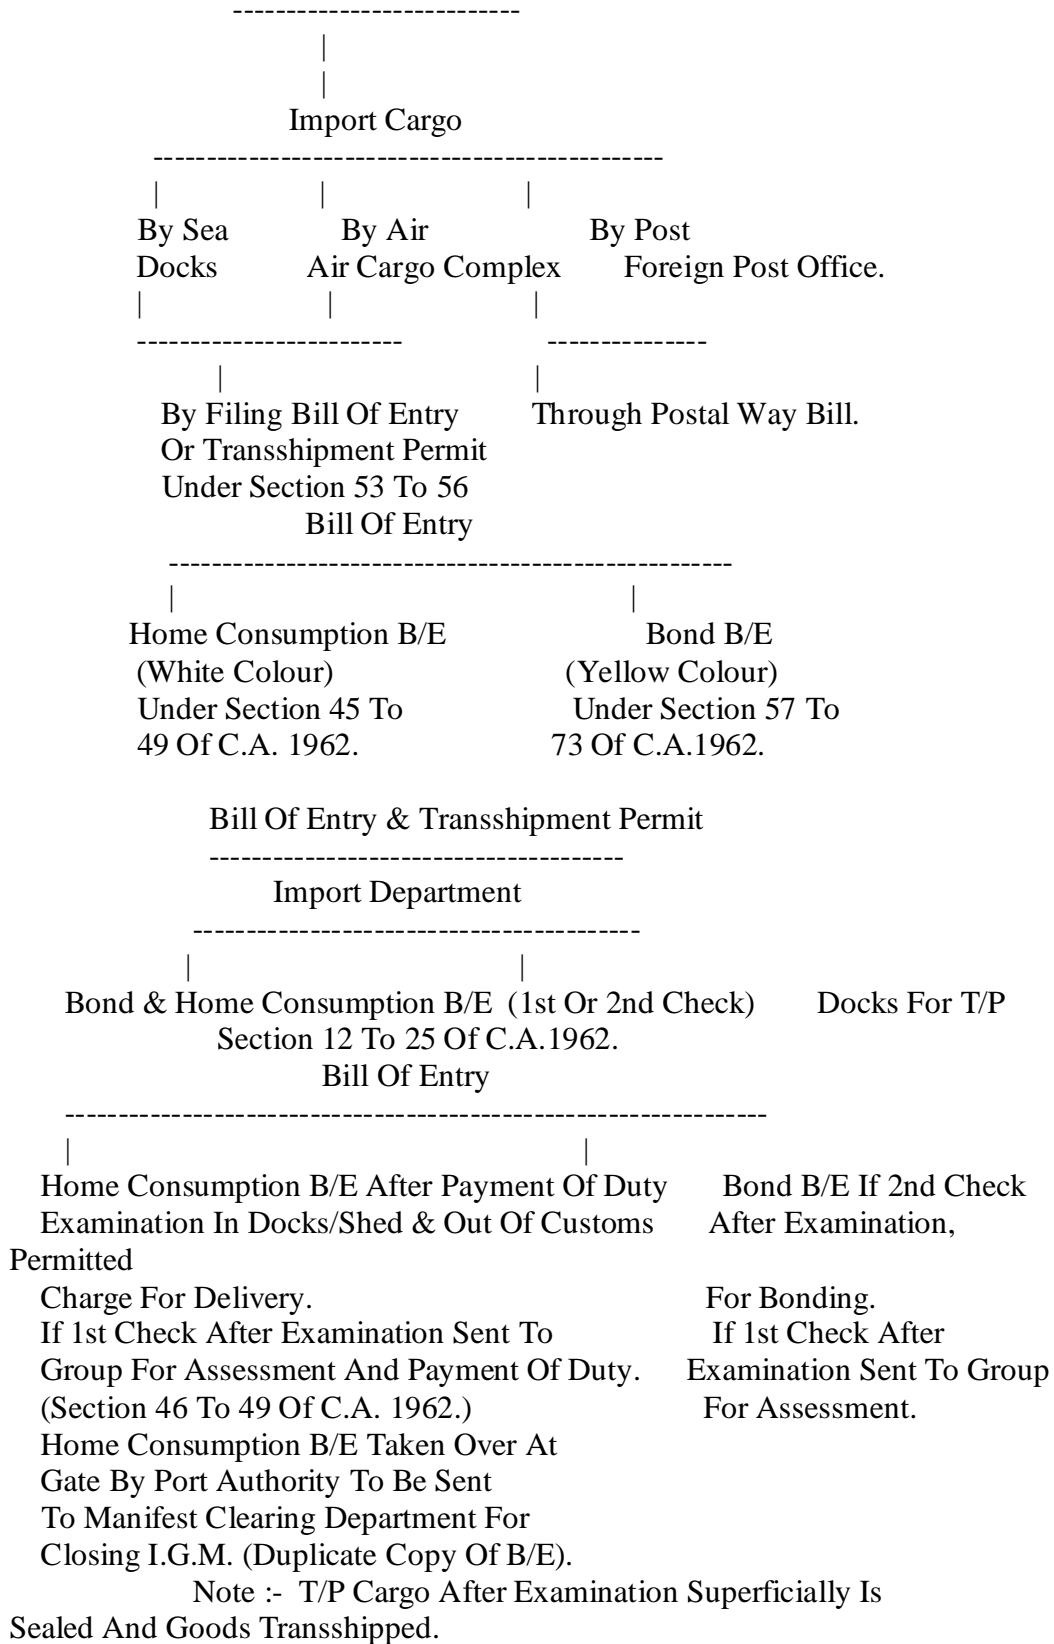 ---------------------------
|
|
Import Cargo
------------------------------------------------
| | |
By Sea By Air By Post
Docks Air Cargo Complex Foreign Post Office.
| | |
------------------------- ---------------
| |
By Filing Bill Of Entry Through Postal Way Bill.
Or Transshipment Permit
Under Section 53 To 56
Bill Of Entry
-----------------------------------------------------
| |
Home Consumption B/E Bond B/E
(White Colour) (Yellow Colour)
Under Section 45 To Under Section 57 To
49 Of C.A. 1962. 73 Of C.A.1962.
Bill Of Entry & Transshipment Permit
---------------------------------------
Import Department
------------------------------------------
| |
Bond & Home Consumption B/E (1st Or 2nd Check) Docks For T/P
Section 12 To 25 Of C.A.1962.
Bill Of Entry
------------------------------------------------------------------
| |
Home Consumption B/E After Payment Of Duty Bond B/E If 2nd Check
Examination In Docks/Shed & Out Of Customs After Examination,
Permitted
Charge For Delivery. For Bonding.
If 1st Check After Examination Sent To If 1st Check After
Group For Assessment And Payment Of Duty. Examination Sent To Group
(Section 46 To 49 Of C.A. 1962.) For Assessment.
Home Consumption B/E Taken Over At
Gate By Port Authority To Be Sent
To Manifest Clearing Department For
Closing I.G.M. (Duplicate Copy Of B/E).
Note :- T/P Cargo After Examination Superficially Is
Sealed And Goods Transshipped.